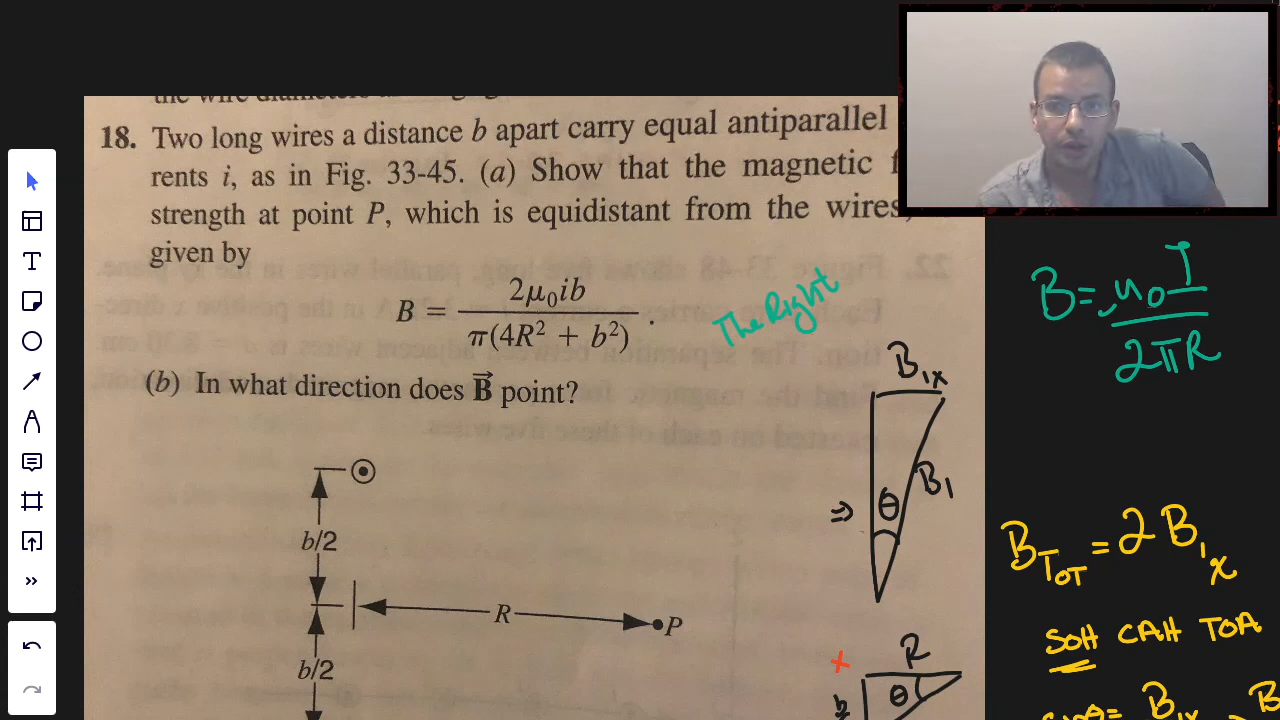 18. Two long wires a distance b apart carry equal antiparallel
rents i, as in Fig. 33-45. (a) Show that the magnetic f
strength at point P, which is equidistant from the wires,
given by
B = 2μ₀ib / π(4R² + b²) .
(b) In what direction does B⃗ point?
b/2
R
P
b/2
The Right
B1x
B1
θ
⇒
R
θ
B = μ₀I / 2πR
BTOT = 2B1x
SOH CAH TOA